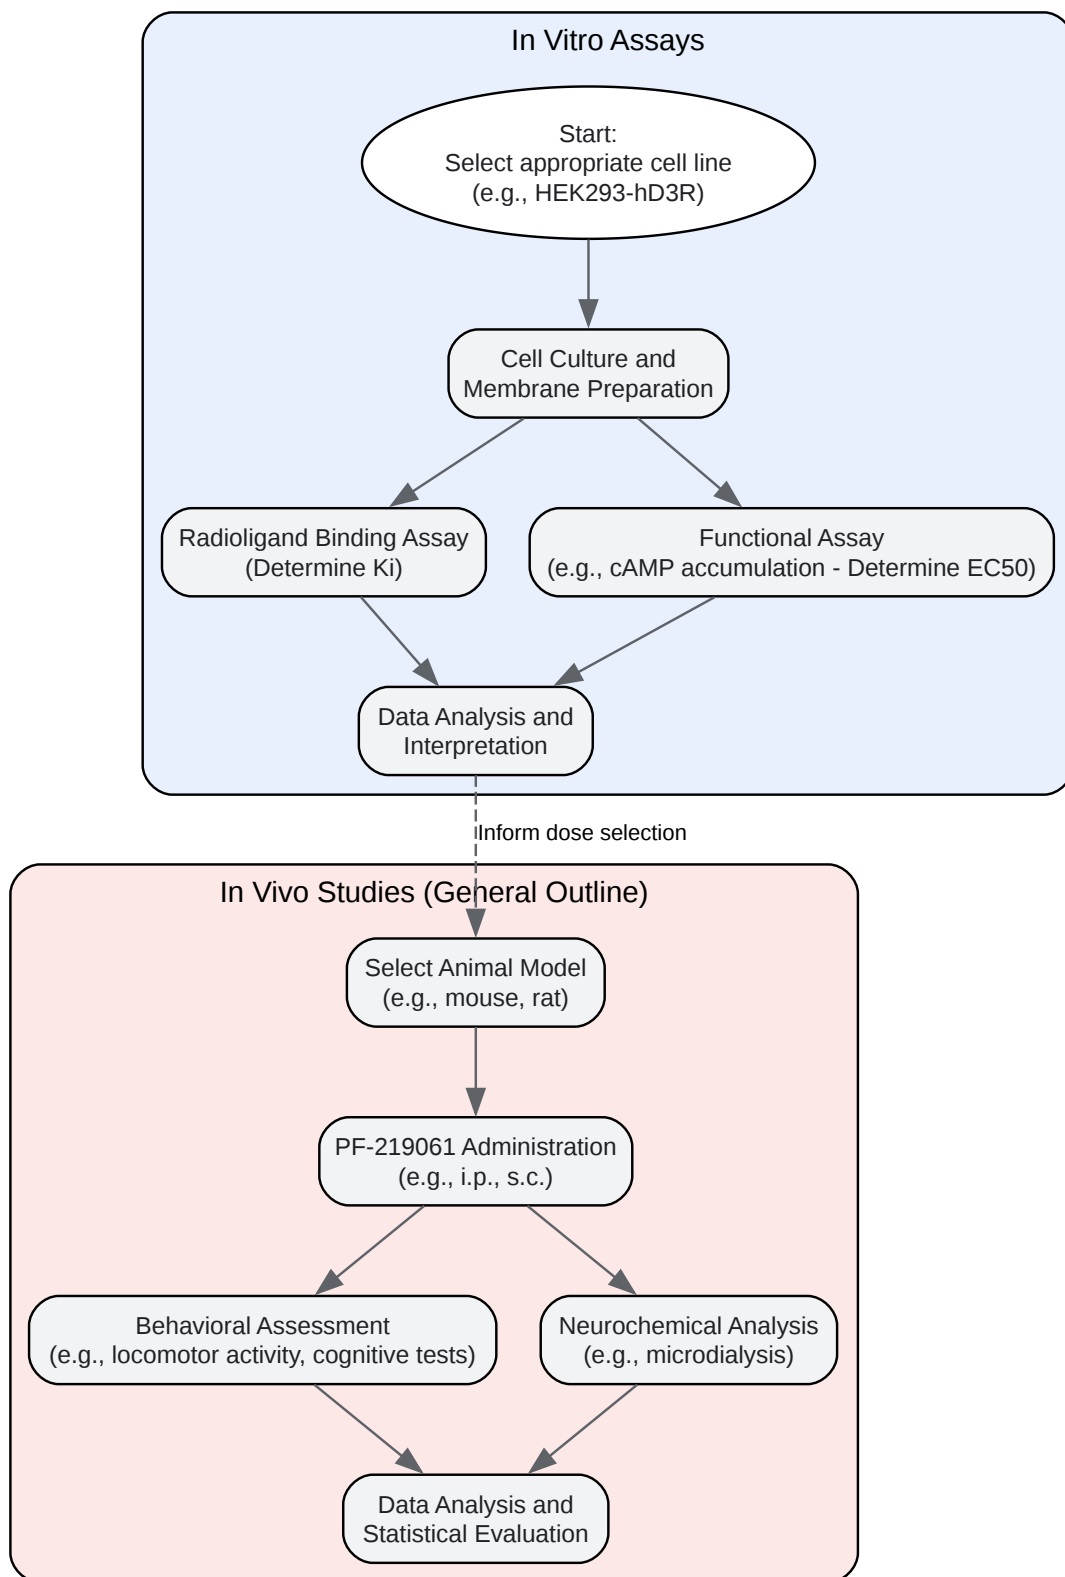 In Vitro Assays
Start:
Select appropriate cell line
(e.g., HEK293-hD3R)
Cell Culture and
Membrane Preparation
Radioligand Binding Assay
(Determine Ki)
Functional Assay
(e.g., cAMP accumulation - Determine EC50)
Data Analysis and
Interpretation
Inform dose selection
In Vivo Studies (General Outline)
Select Animal Model
(e.g., mouse, rat)
PF-219061 Administration
(e.g., i.p., s.c.)
Behavioral Assessment
(e.g., locomotor activity, cognitive tests)
Neurochemical Analysis
(e.g., microdialysis)
Data Analysis and
Statistical Evaluation